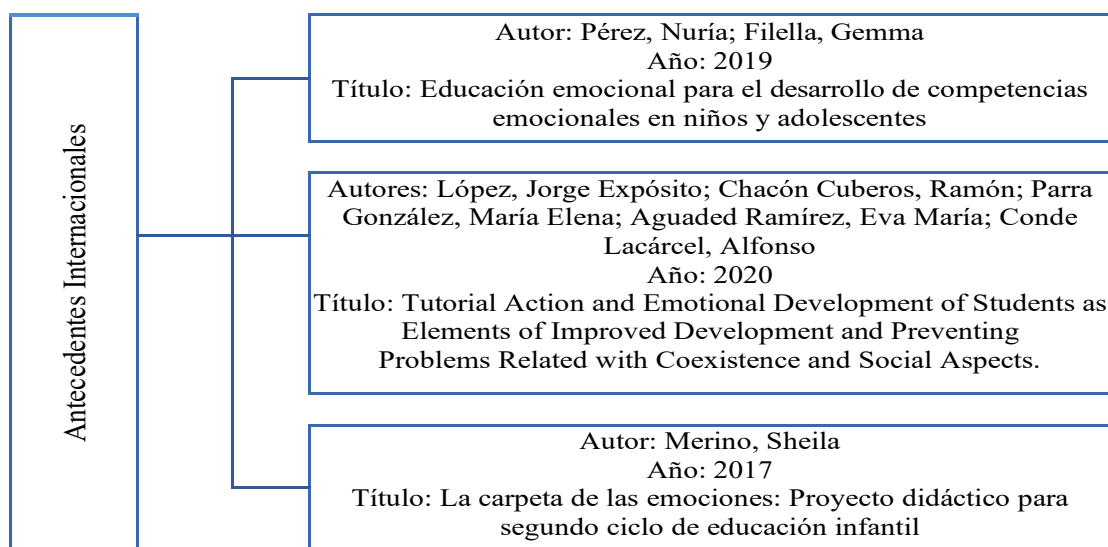 Antecedentes Internacionales
Autor: Pérez, Nuría; Filella, Gemma
Año: 2019
Título: Educación emocional para el desarrollo de competencias
emocionales en niños y adolescentes
Autores: López, Jorge Expósito; Chacón Cuberos, Ramón; Parra
González, María Elena; Aguaded Ramírez, Eva María; Conde
Lacárcel, Alfonso
Año: 2020
Título: Tutorial Action and Emotional Development of Students as
Elements of Improved Development and Preventing
Problems Related with Coexistence and Social Aspects.
Autor: Merino, Sheila
Año: 2017
Título: La carpeta de las emociones: Proyecto didáctico para
segundo ciclo de educación infantil